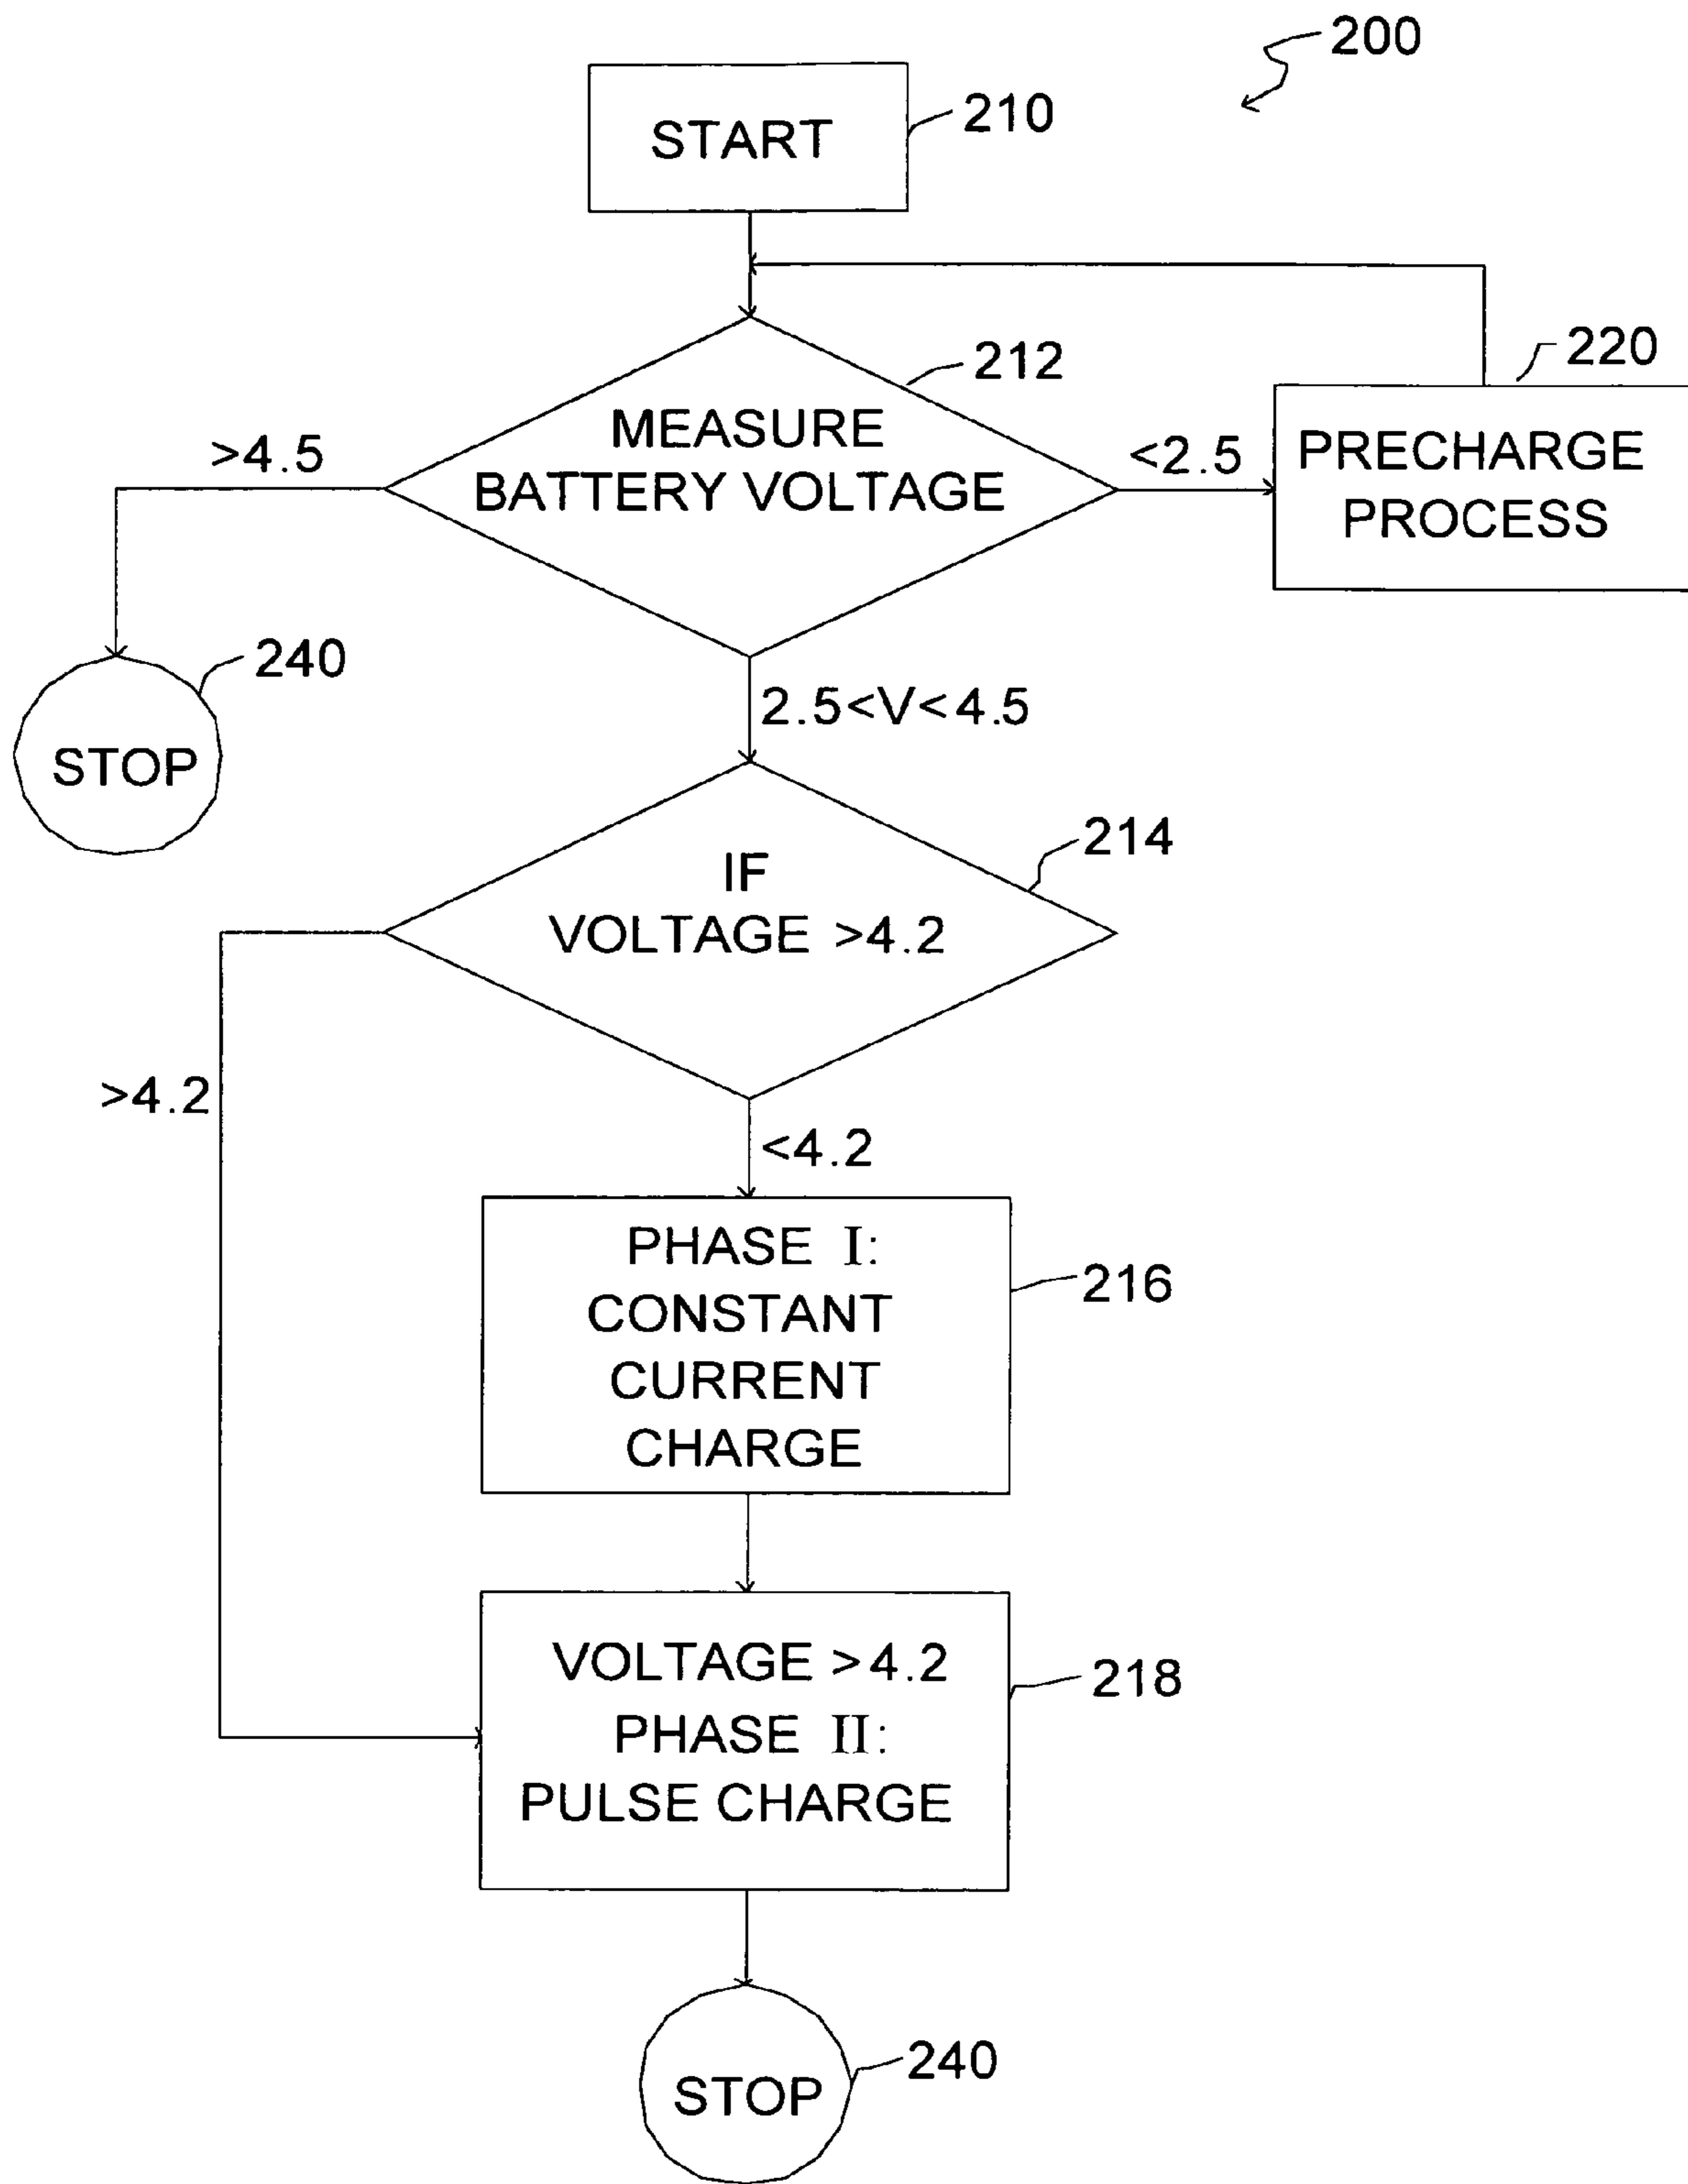 200
START
210
212
MEASURE
BATTERY VOLTAGE
>4.5
<2.5
220
PRECHARGE
PROCESS
240
STOP
2.5<V<4.5
214
IF
VOLTAGE >4.2
>4.2
<4.2
PHASE I:
CONSTANT
CURRENT
CHARGE
216
VOLTAGE >4.2
PHASE II:
PULSE CHARGE
218
STOP
240